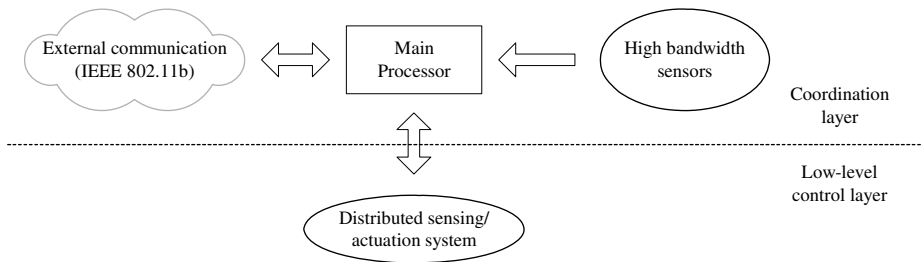 External communication
(IEEE 802.11b)
Main
Processor
High bandwidth
sensors
Coordination
layer
Low-level
control layer
Distributed sensing/
actuation system